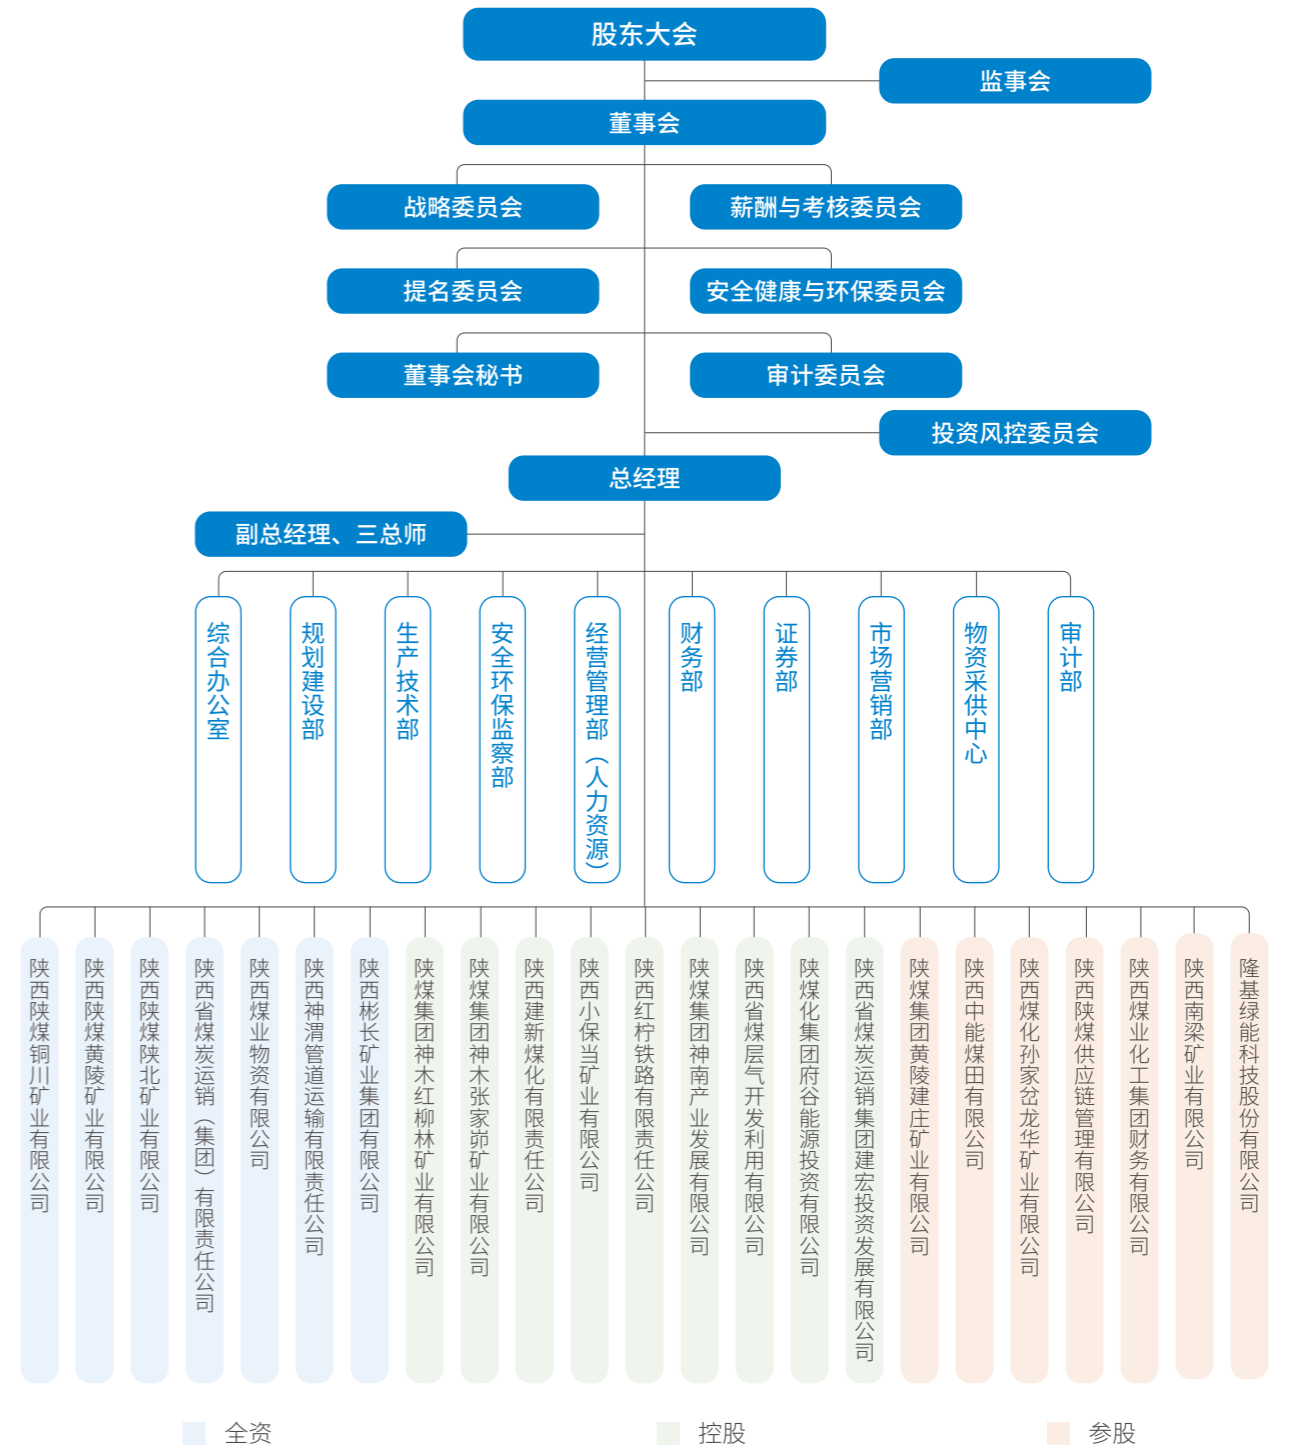 股东大会
监事会
董事会
战略委员会
薪酬与考核委员会
提名委员会
安全健康与环保委员会
董事会秘书
审计委员会
投资风控委员会
总经理
副总经理、三总师
综合办公室
规划建设部
生产技术部
安全环保监察部
经营管理部（人力资源）
财务部
证券部
市场营销部
物资采供中心
审计部
陕西陕煤铜川矿业有限公司
陕西陕煤黄陵矿业有限公司
陕西陕煤陕北矿业有限公司
陕西省煤炭运销（集团）有限责任公司
陕西煤业物资有限公司
陕西神渭管道运输有限责任公司
陕西彬长矿业集团有限公司
陕煤集团神木红柳林矿业有限公司
陕煤集团神木张家峁矿业有限公司
陕西建新煤化有限责任公司
陕西小保当矿业有限公司
陕西红柠铁路有限责任公司
陕煤集团神南产业发展有限公司
陕西省煤层气开发利用有限公司
陕煤化集团府谷能源投资有限公司
陕西省煤炭运销集团建宏投资发展有限公司
陕煤集团黄陵建庄矿业有限公司
陕西中能煤田有限公司
陕西煤化孙家岔龙华矿业有限公司
陕西陕煤供应链管理有限公司
陕西煤业化工集团财务有限公司
陕西南梁矿业有限公司
隆基绿能科技股份有限公司
全资
控股
参股